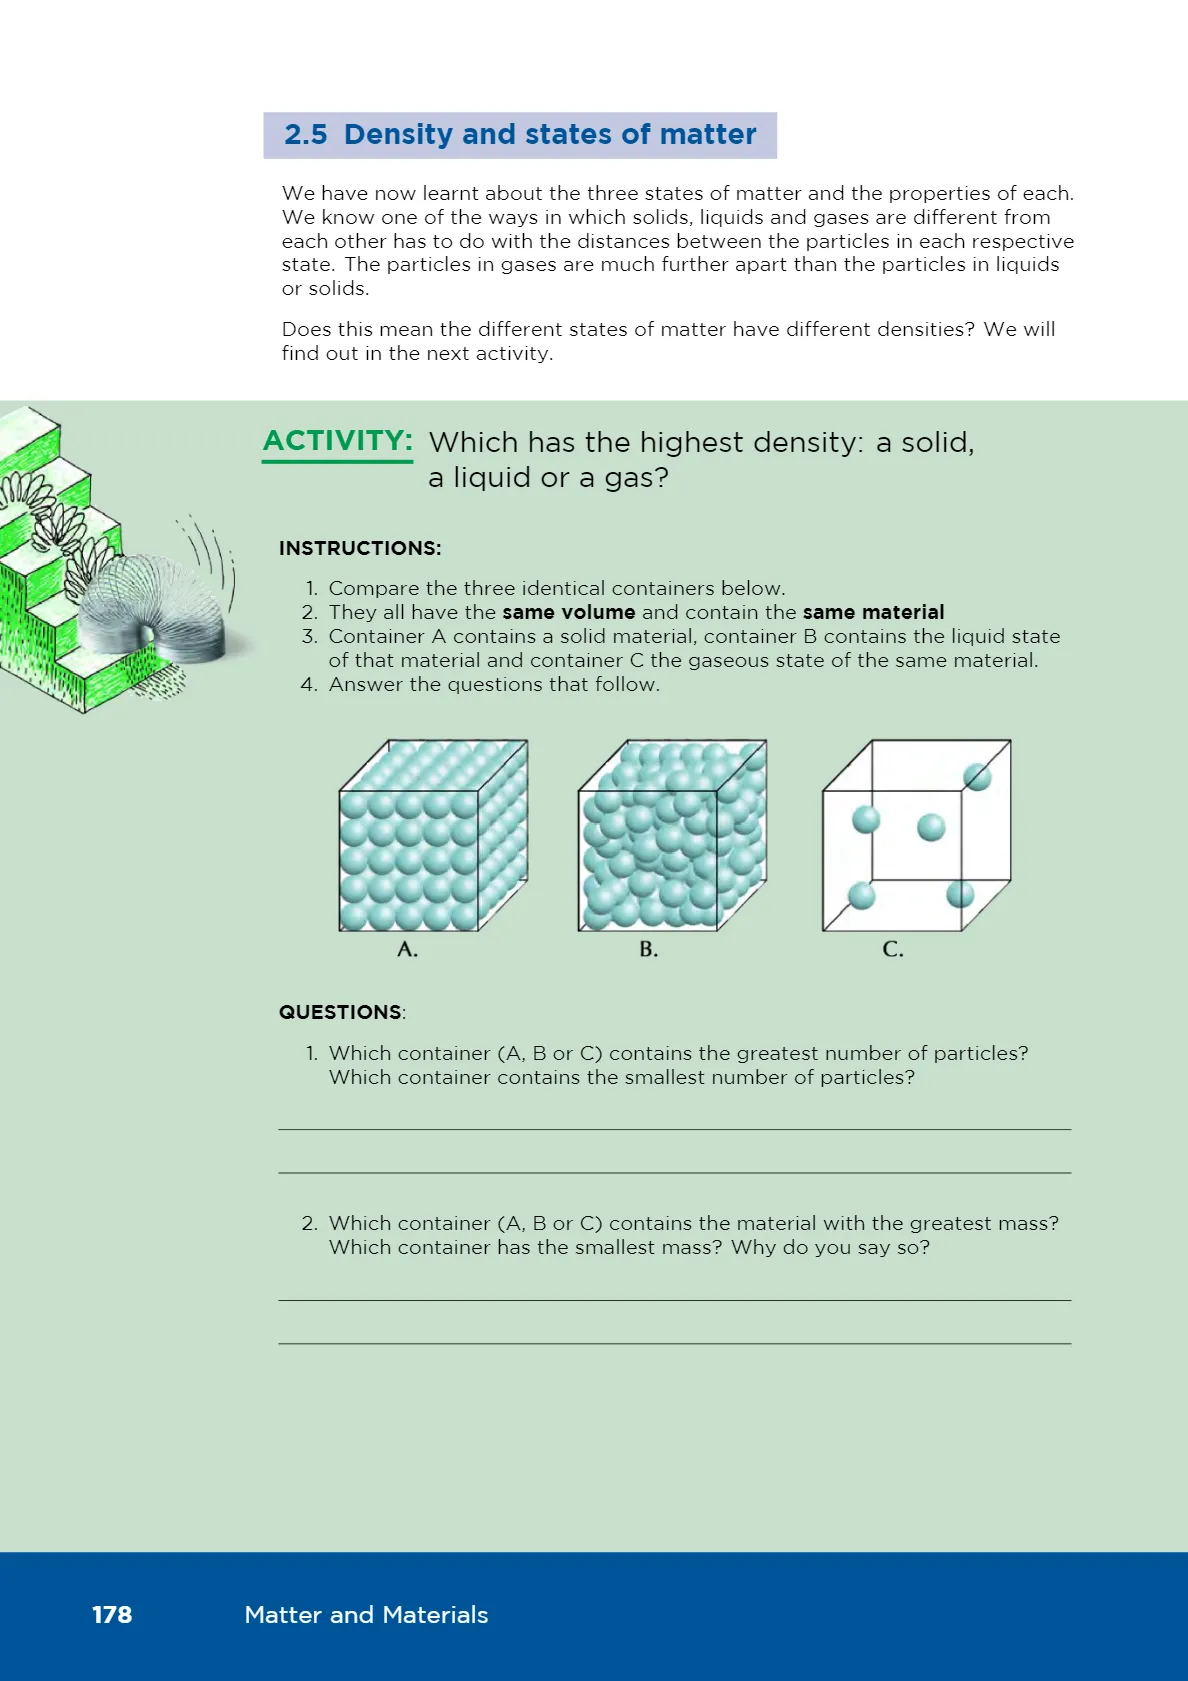 2.5 Density and states of matter
We have now learnt about the three states of matter and the properties of each.
We know one of the ways in which solids, liquids and gases are different from
each other has to do with the distances between the particles in each respective
state. The particles in gases are much further apart than the particles in liquids
or solids.
Does this mean the different states of matter have different densities? We will
find out in the next activity.
ACTIVITY: Which has the highest density: a solid,
a liquid or a gas?
INSTRUCTIONS:
1. Compare the three identical containers below.
2. They all have the same volume and contain the same material
3. Container A contains a solid material, container B contains the liquid state
of that material and container C the gaseous state of the same material.
4. Answer the questions that follow.
A. B. C.
QUESTIONS:
1. Which container (A, B or C) contains the greatest number of particles?
Which container contains the smallest number of particles?
2. Which container (A, B or C) contains the material with the greatest mass?
Which container has the smallest mass? Why do you say so?
178 Matter and Materials